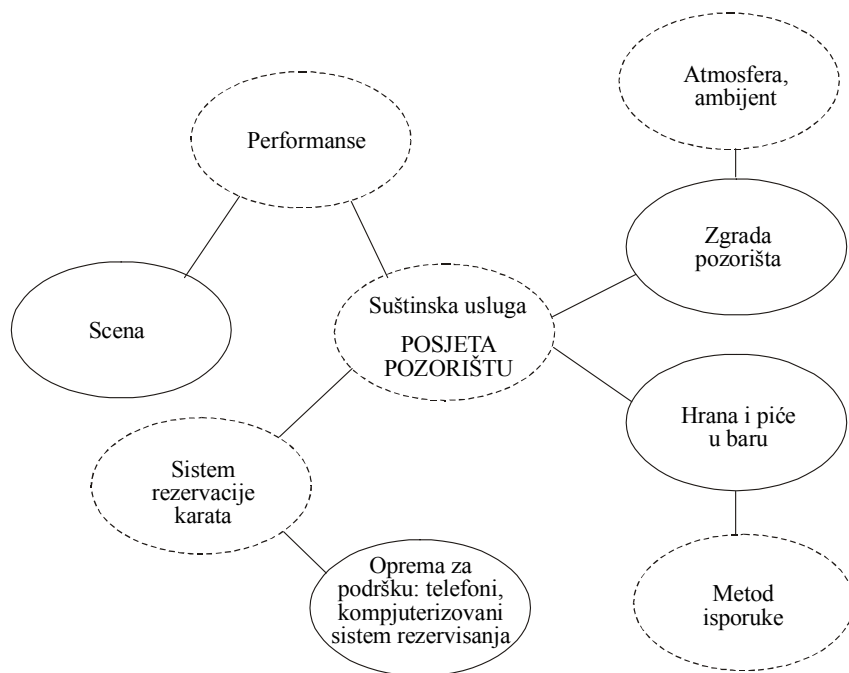 Atmosfera,
ambijent
Performanse
Zgrada
pozorišta
Suštinska usluga
POSJETA
POZORIŠTU
Scena
Hrana i piće
u baru
Sistem
rezervacije
karata
Oprema za
podršku: telefoni,
kompjuterizovani
sistem rezervisanja
Metod
isporuke